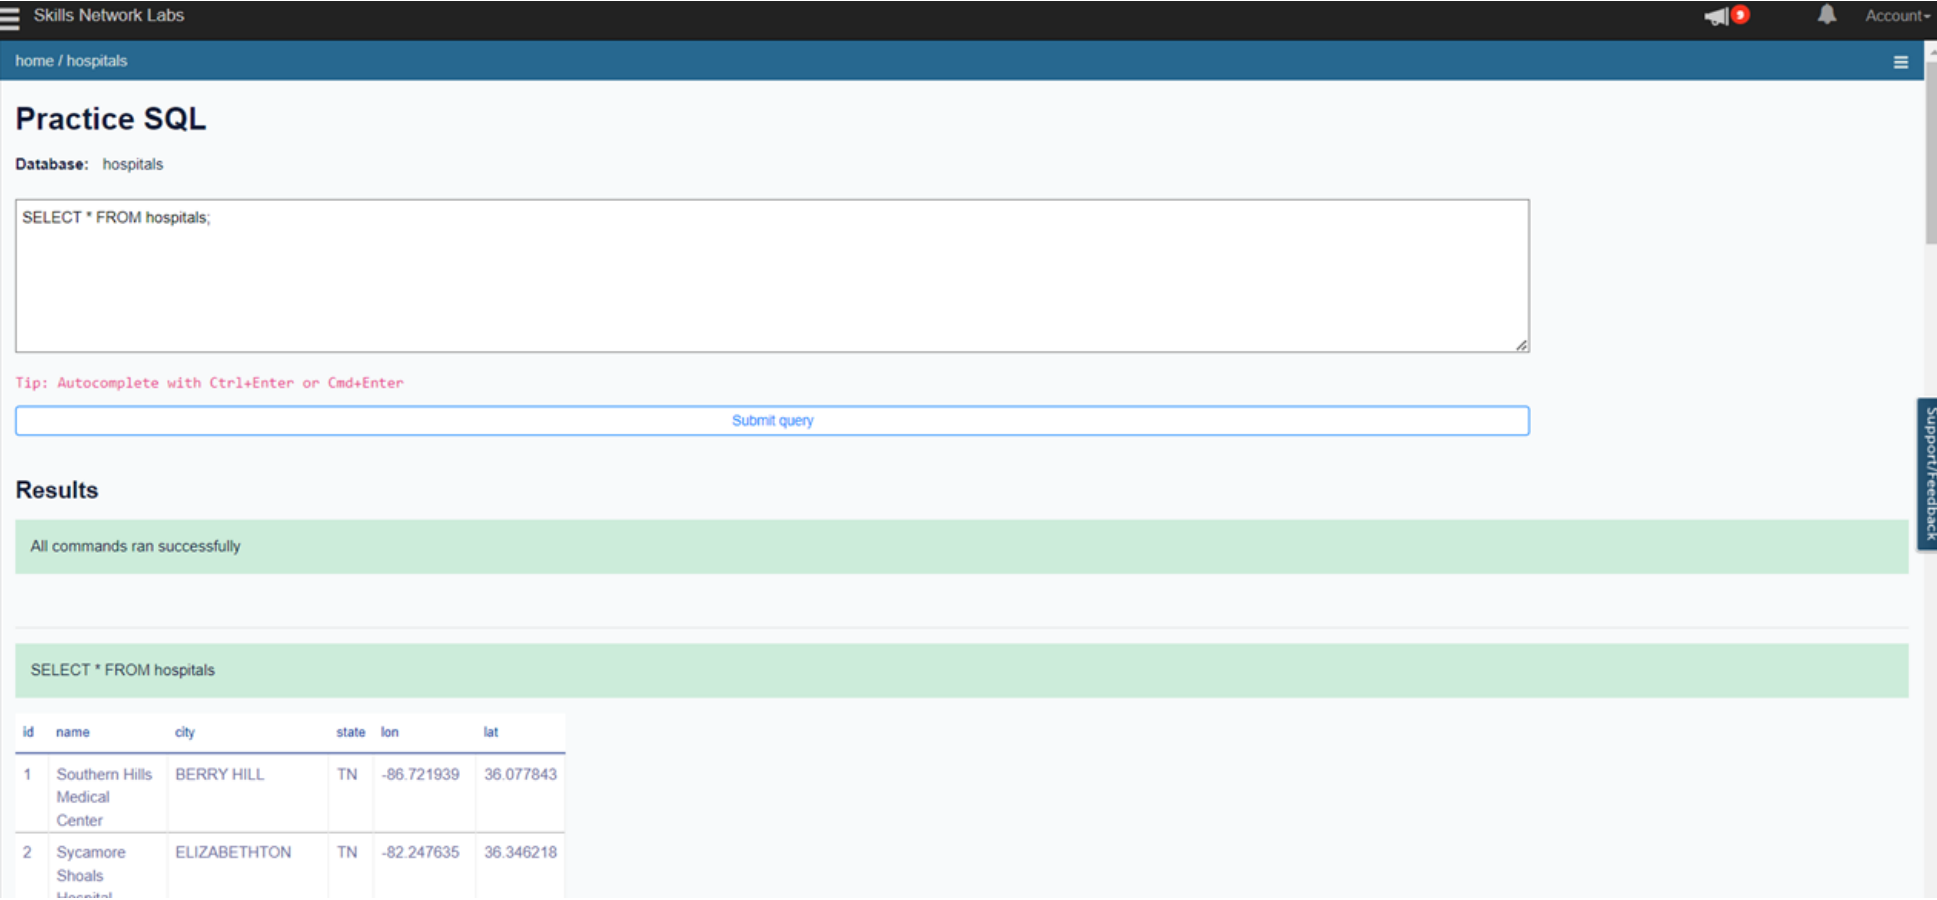 Skills Network Labs
Account
home / hospitals
Practice SQL
Database: hospitals
SELECT * FROM hospitals;
Tip: Autocomplete with Ctrl+Enter or Cmd+Enter
Submit query
Support/Feedback
Results
All commands ran successfully
SELECT * FROM hospitals
id name city state lon lat
1 Southern Hills BERRY HILL TN -86.721939 36.077843
Medical
Center
2 Sycamore ELIZABETHTON TN -82.247635 36.346218
Shoals
Hospital